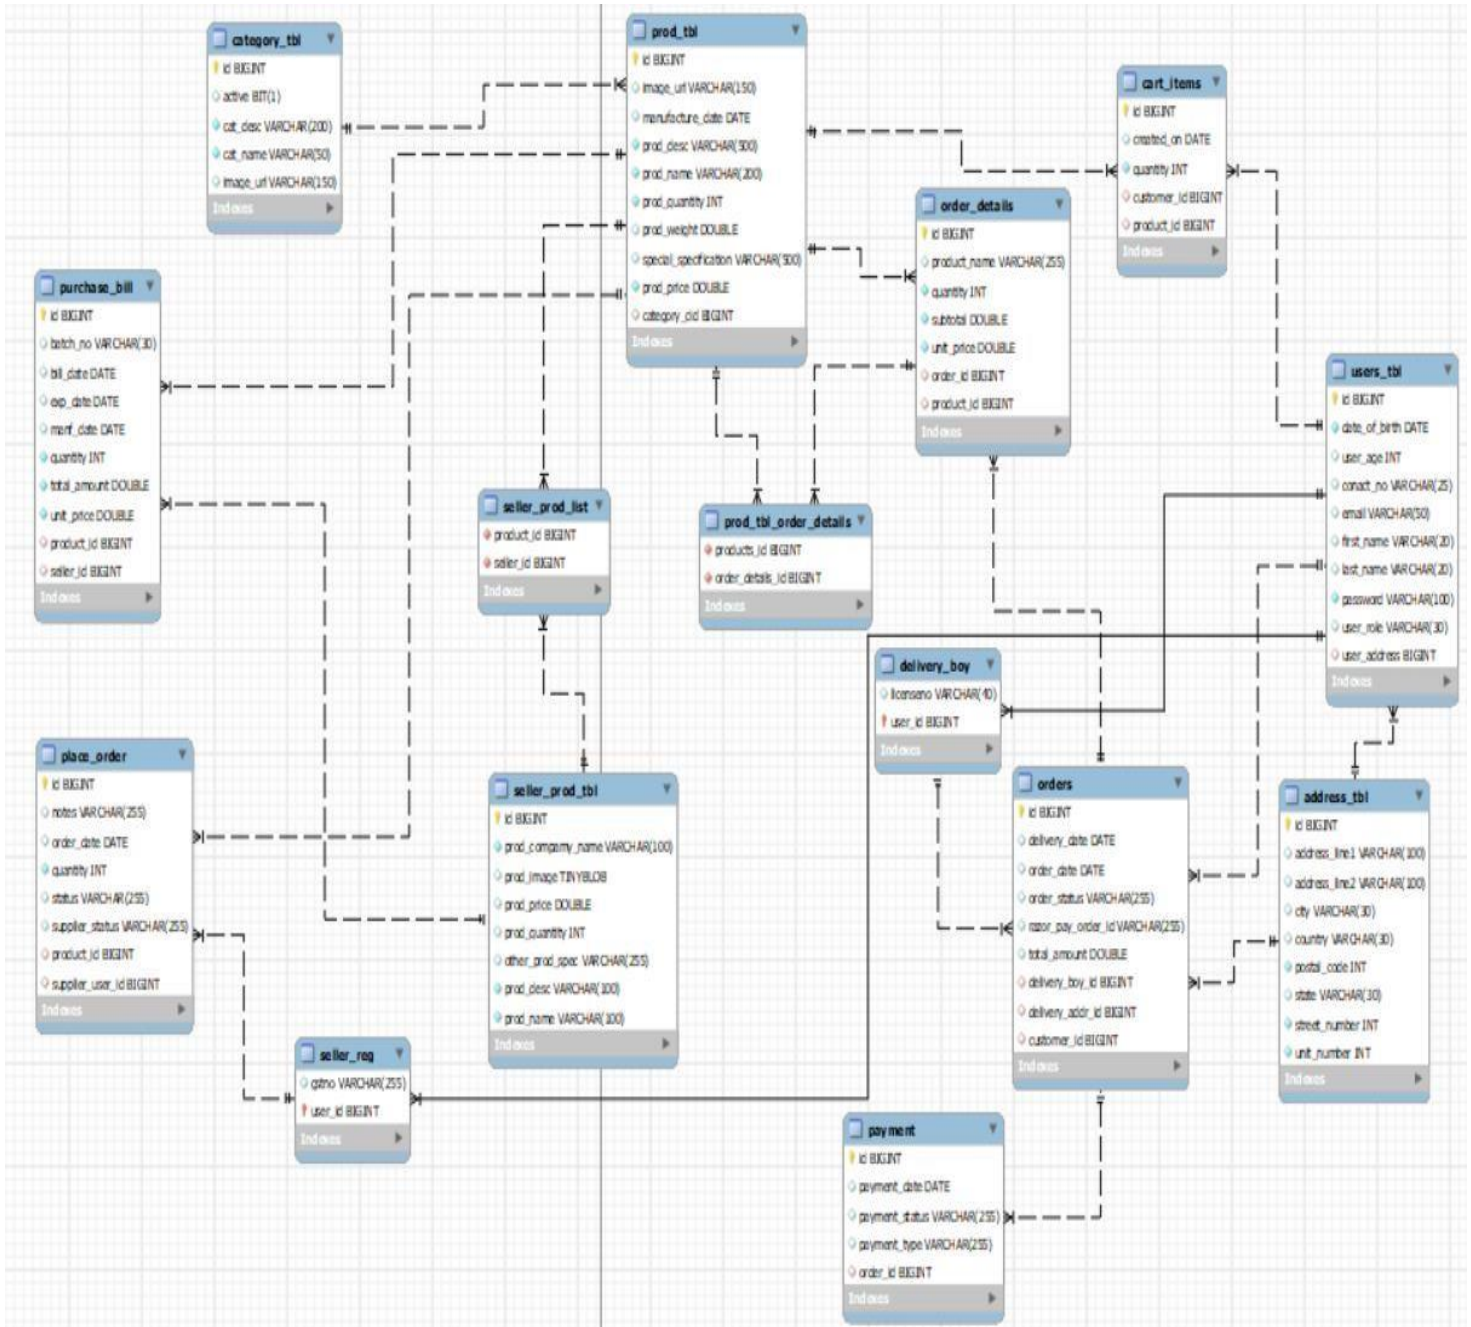 category_tbl
id BIGINT
active BIT(1)
cat_desc VARCHAR(200)
cat_name VARCHAR(50)
image_url VARCHAR(150)
Indexes
prod_tbl
id BIGINT
image_url VARCHAR(150)
manufacture_date DATE
prod_desc VARCHAR(500)
prod_name VARCHAR(200)
prod_quantity INT
prod_weight DOUBLE
special_specification VARCHAR(500)
prod_price DOUBLE
category_cid BIGINT
Indexes
cart_items
id BIGINT
created_on DATE
quantity INT
customer_id BIGINT
product_id BIGINT
Indexes
order_details
id BIGINT
product_name VARCHAR(255)
quantity INT
subtotal DOUBLE
unit_price DOUBLE
order_id BIGINT
product_id BIGINT
Indexes
purchase_bill
id BIGINT
batch_no VARCHAR(30)
bill_date DATE
exp_date DATE
manf_date DATE
quantity INT
total_amount DOUBLE
unit_price DOUBLE
product_id BIGINT
seller_id BIGINT
Indexes
users_tbl
id BIGINT
date_of_birth DATE
user_age INT
conact_no VARCHAR(25)
email VARCHAR(50)
first_name VARCHAR(20)
last_name VARCHAR(20)
password VARCHAR(100)
user_role VARCHAR(30)
user_address BIGINT
Indexes
seller_prod_list
product_id BIGINT
seller_id BIGINT
Indexes
prod_tbl_order_details
products_id BIGINT
order_details_id BIGINT
Indexes
delivery_boy
licenseno VARCHAR(40)
user_id BIGINT
Indexes
place_order
id BIGINT
notes VARCHAR(255)
order_date DATE
quantity INT
status VARCHAR(255)
supplier_status VARCHAR(255)
product_id BIGINT
supplier_user_id BIGINT
Indexes
seller_prod_tbl
id BIGINT
prod_compamy_name VARCHAR(100)
prod_image TINYBLOB
prod_price DOUBLE
prod_quantity INT
other_prod_spec VARCHAR(255)
prod_desc VARCHAR(100)
prod_name VARCHAR(100)
Indexes
orders
id BIGINT
delivery_date DATE
order_date DATE
order_status VARCHAR(255)
razor_pay_order_id VARCHAR(255)
total_amount DOUBLE
delivery_boy_id BIGINT
delivery_addr_id BIGINT
customer_id BIGINT
Indexes
address_tbl
id BIGINT
address_line1 VARCHAR(100)
address_line2 VARCHAR(100)
city VARCHAR(30)
country VARCHAR(30)
postal_code INT
state VARCHAR(30)
street_number INT
unit_number INT
Indexes
seller_reg
gstno VARCHAR(255)
user_id BIGINT
Indexes
payment
id BIGINT
payment_date DATE
payment_status VARCHAR(255)
payment_type VARCHAR(255)
order_id BIGINT
Indexes